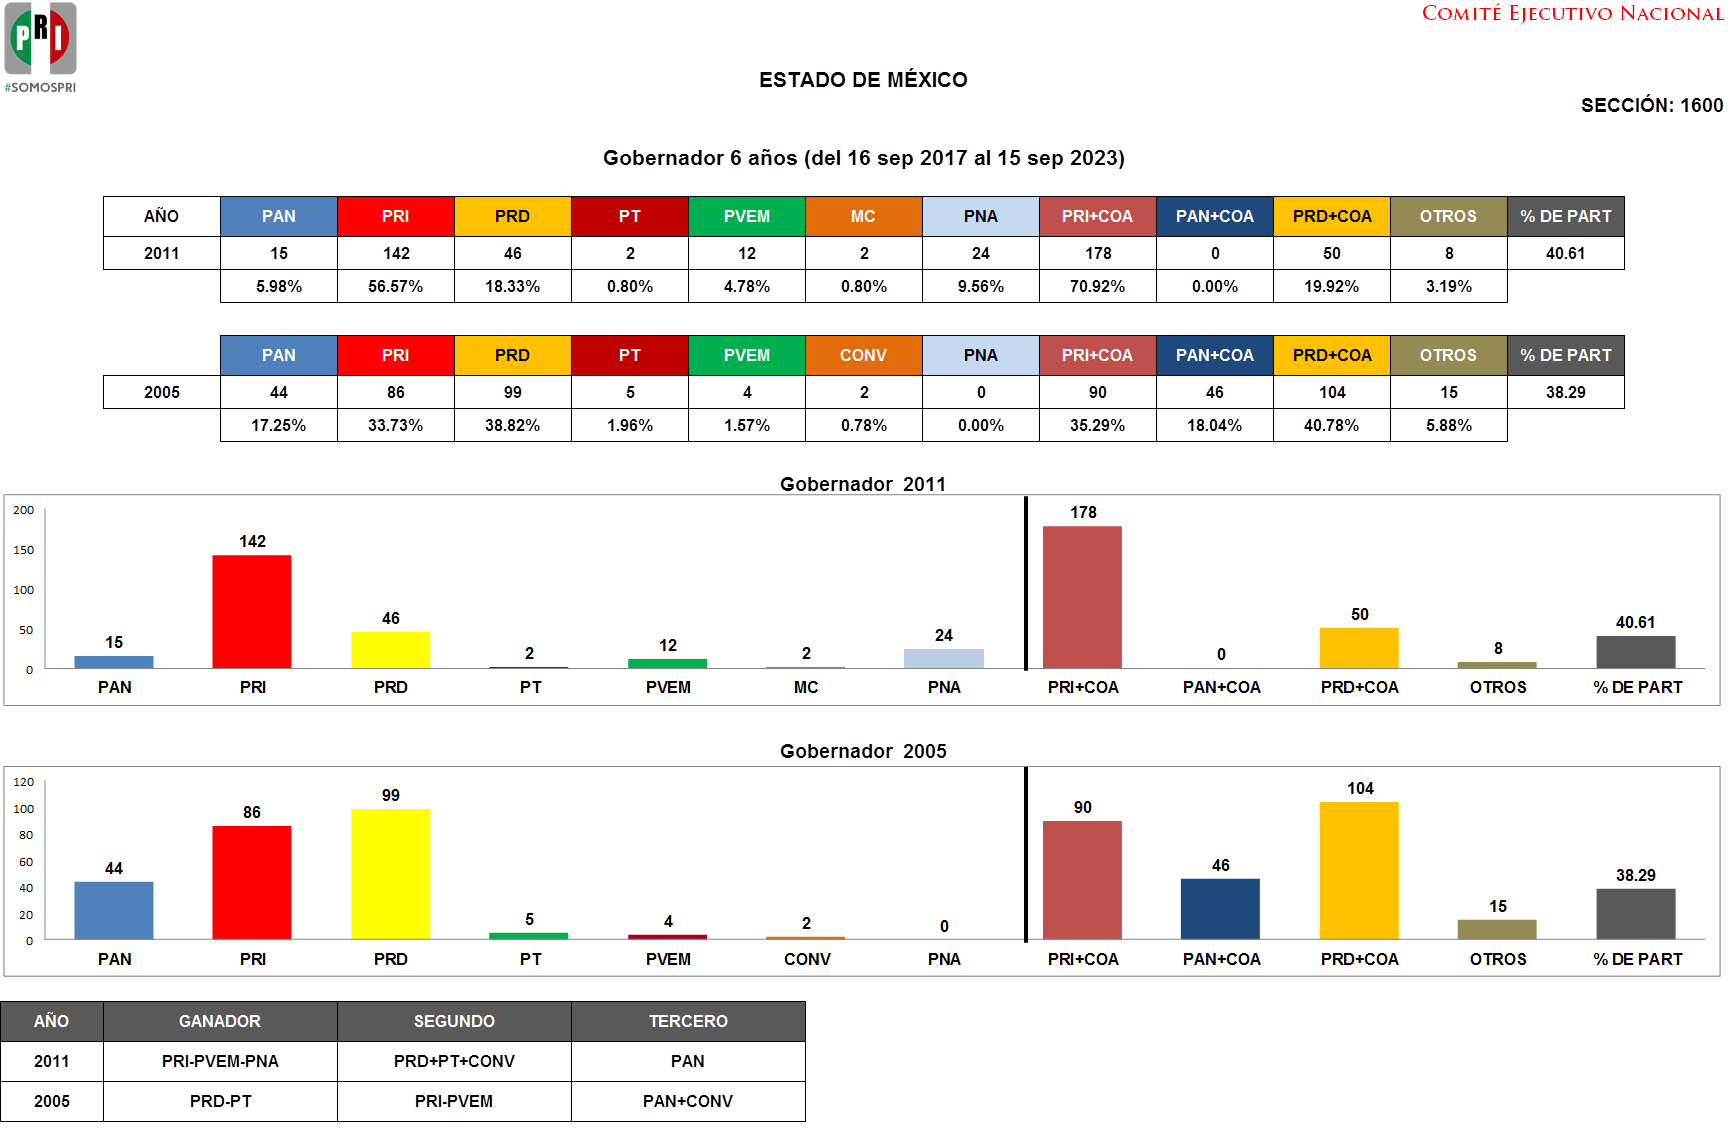 PRI
#SOMOSPRI
COMITÉ EJECUTIVO NACIONAL
ESTADO DE MÉXICO
SECCIÓN: 1600
Gobernador 6 años (del 16 sep 2017 al 15 sep 2023)
AÑO PAN PRI PRD PT PVEM MC PNA PRI+COA PAN+COA PRD+COA OTROS % DE PART
2011 15 142 46 2 12 2 24 178 0 50 8 40.61
5.98% 56.57% 18.33% 0.80% 4.78% 0.80% 9.56% 70.92% 0.00% 19.92% 3.19%
PAN PRI PRD PT PVEM CONV PNA PRI+COA PAN+COA PRD+COA OTROS % DE PART
2005 44 86 99 5 4 2 0 90 46 104 15 38.29
17.25% 33.73% 38.82% 1.96% 1.57% 0.78% 0.00% 35.29% 18.04% 40.78% 5.88%
Gobernador 2011
200
150
100
50
0
15 142 46 2 12 2 24 178 0 50 8 40.61
PAN PRI PRD PT PVEM MC PNA PRI+COA PAN+COA PRD+COA OTROS % DE PART
Gobernador 2005
120
100
80
60
40
20
0
44 86 99 5 4 2 0 90 46 104 15 38.29
PAN PRI PRD PT PVEM CONV PNA PRI+COA PAN+COA PRD+COA OTROS % DE PART
AÑO GANADOR SEGUNDO TERCERO
2011 PRI-PVEM-PNA PRD+PT+CONV PAN
2005 PRD-PT PRI-PVEM PAN+CONV